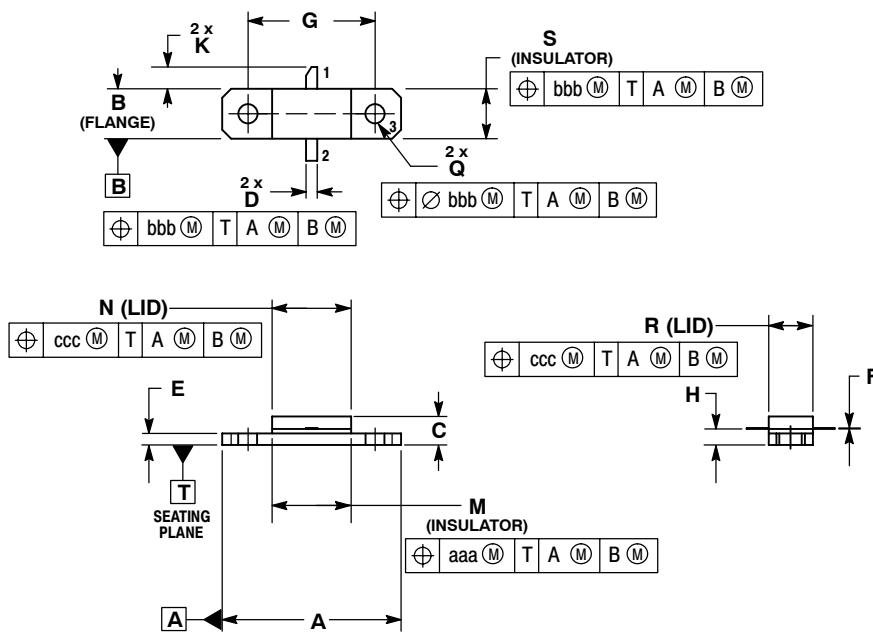 G
2 x
K
S
(INSULATOR)
⌖ bbb Ⓜ T A Ⓜ B Ⓜ
1
B
(FLANGE)
3
2
2 x
Q
B
2 x
D
⌖ ∅ bbb Ⓜ T A Ⓜ B Ⓜ
⌖ bbb Ⓜ T A Ⓜ B Ⓜ
N (LID)
⌖ ccc Ⓜ T A Ⓜ B Ⓜ
R (LID)
⌖ ccc Ⓜ T A Ⓜ B Ⓜ
E
C
H
F
T
SEATING
PLANE
M
(INSULATOR)
⌖ aaa Ⓜ T A Ⓜ B Ⓜ
A
A